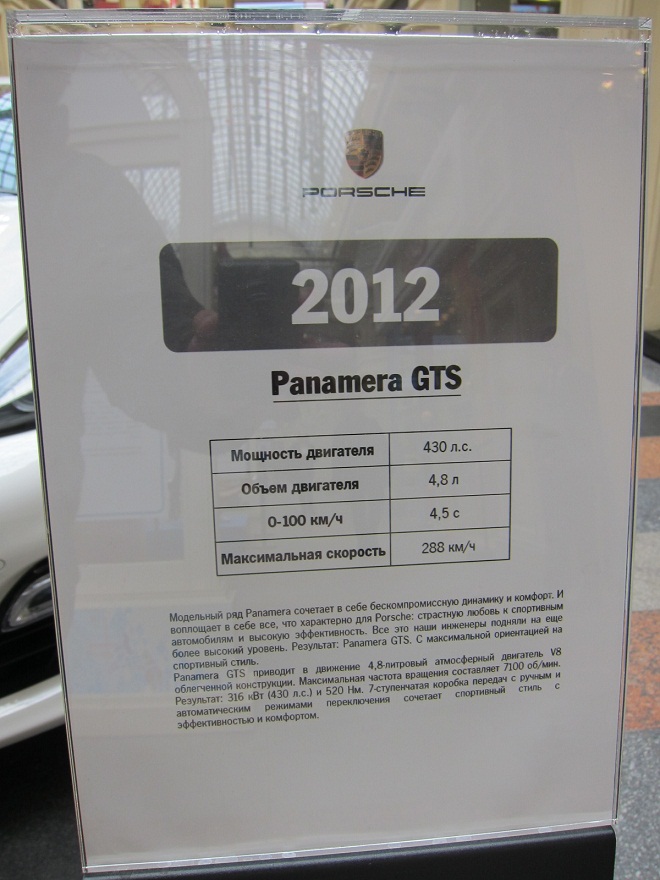 PORSCHE
2012
Panamera GTS
Мощность двигателя 430 л.с.
Объем двигателя 4,8 л
0-100 км/ч 4,5 с
Максимальная скорость 288 км/ч
Модельный ряд Panamera сочетает в себе бескомпромиссную динамику и комфорт. И
воплощает в себе все, что характерно для Porsche: страстную любовь к спортивным
автомобилям и высокую эффективность. Все это наши инженеры подняли на еще
более высокий уровень. Результат: Panamera GTS. С максимальной ориентацией на
спортивный стиль.
Panamera GTS приводит в движение 4,8-литровый атмосферный двигатель V8
облегченной конструкции. Максимальная частота вращения составляет 7100 об/мин.
Результат: 316 кВт (430 л.с.) и 520 Нм. 7-ступенчатая коробка передач с ручным и
автоматическим режимами переключения сочетает спортивный стиль с
эффективностью и комфортом.